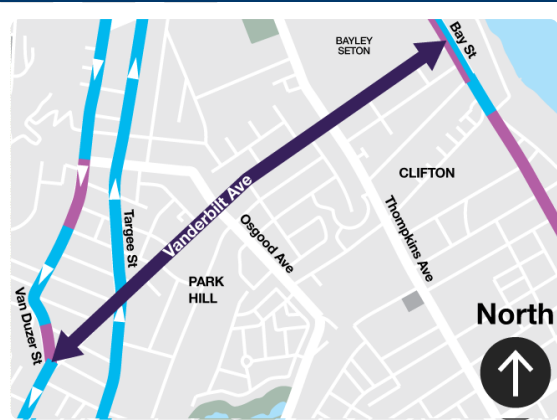 BAYLEY
SETON
Bay St
CLIFTON
Vanderbilt Ave
Targee St
Osgood Ave
Thompkins Ave
PARK
HILL
Van Duzer St
North